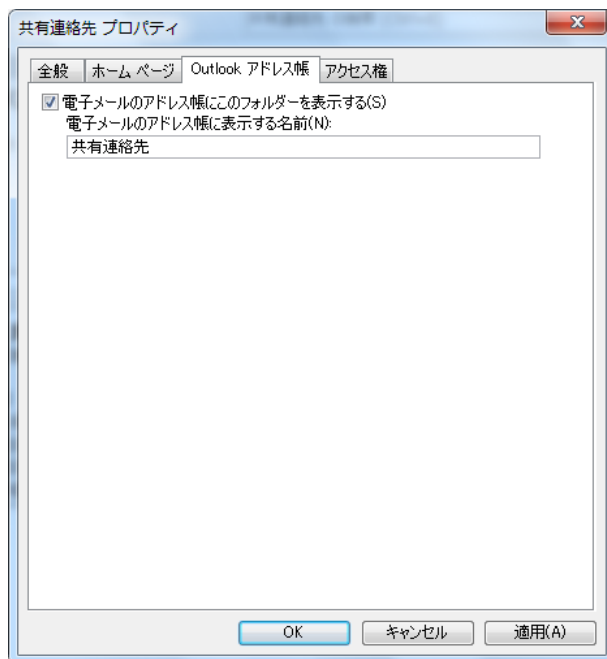 共有連絡先 プロパティ
全般 ホーム ページ Outlook アドレス帳 アクセス権
電子メールのアドレス帳にこのフォルダーを表示する(S)
電子メールのアドレス帳に表示する名前(N):
共有連絡先
OK キャンセル 適用(A)